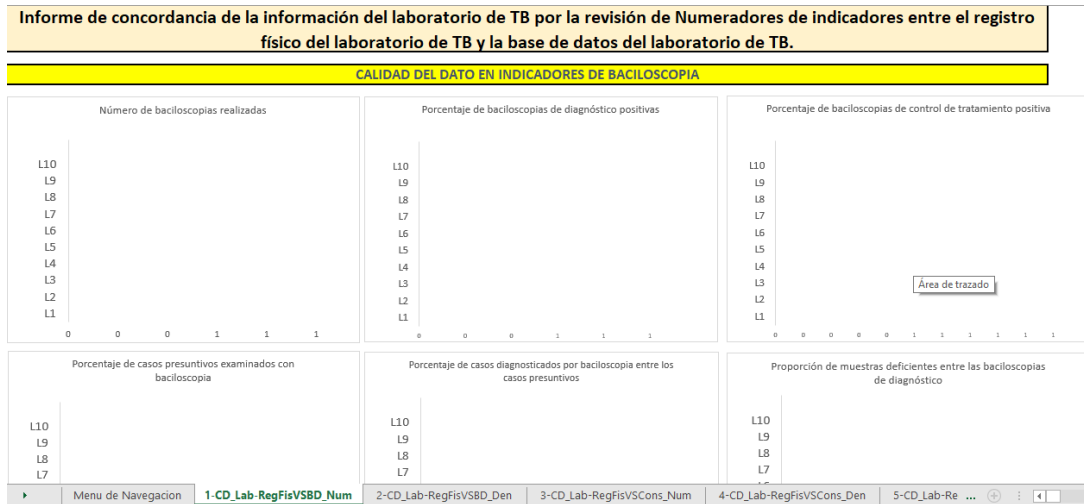 Informe de concordancia de la información del laboratorio de TB por la revisión de Numeradores de indicadores entre el registro
físico del laboratorio de TB y la base de datos del laboratorio de TB.
CALIDAD DEL DATO EN INDICADORES DE BACILOSCOPIA
Número de baciloscopias realizadas
L10
L9
L8
L7
L6
L5
L4
L3
L2
L1
0 0 0 1 1 1
Porcentaje de baciloscopias de diagnóstico positivas
L10
L9
L8
L7
L6
L5
L4
L3
L2
L1
0 0 0 1 1 1
Porcentaje de baciloscopias de control de tratamiento positiva
L10
L9
L8
L7
L6
L5
L4
L3
L2
L1
Área de trazado
0 0 0 0 0 1 1 1 1 1 1
Porcentaje de casos presuntivos examinados con
baciloscopia
L10
L9
L8
L7
Porcentaje de casos diagnosticados por baciloscopia entre los
casos presuntivos
L10
L9
L8
L7
Proporción de muestras deficientes entre las baciloscopias
de diagnóstico
L10
L9
L8
L7
Menu de Navegacion 1-CD_Lab-RegFisVSBD_Num 2-CD_Lab-RegFisVSBD_Den 3-CD_Lab-RegFisVSCons_Num 4-CD_Lab-RegFisVSCons_Den 5-CD_Lab-Re ...